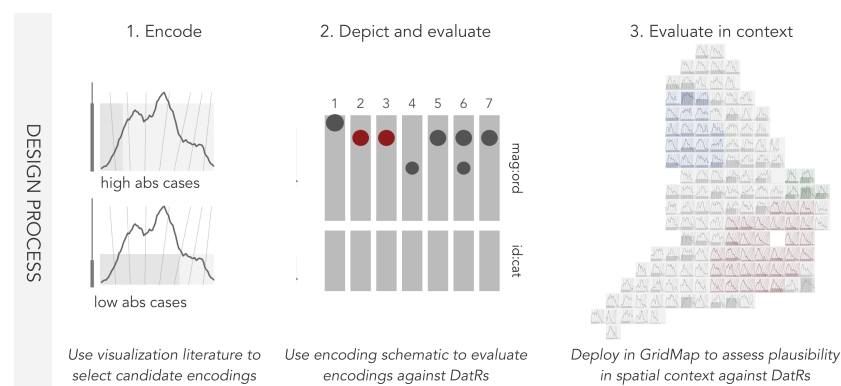 DESIGN PROCESS
1. Encode
high abs cases
low abs cases
Use visualization literature to
select candidate encodings
2. Depict and evaluate
1 2 3 4 5 6 7
mag:ord
id:cat
Use encoding schematic to evaluate
encodings against DatRs
3. Evaluate in context
Deploy in GridMap to assess plausibility
in spatial context against DatRs